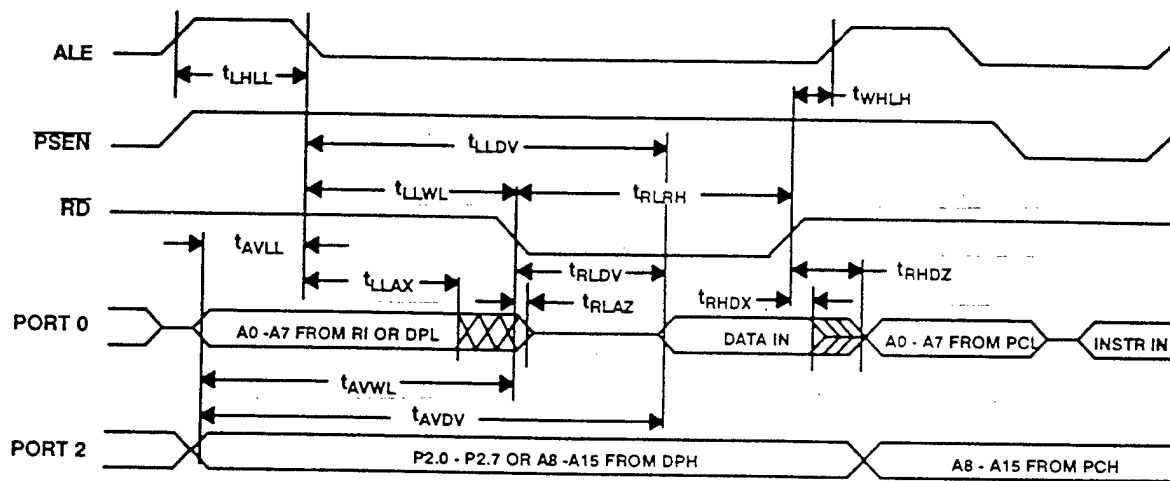 ALE
tLHLL
tWHLH
PSEN
tLLDV
tLLWL
tRLRH
RD
tAVLL
tRLDV
tRHDZ
tLLAX
tRLAZ
tRHDX
PORT 0
A0 -A7 FROM RI OR DPL
DATA IN
A0 - A7 FROM PCL
INSTR IN
tAVWL
tAVDV
PORT 2
P2.0 - P2.7 OR A8 -A15 FROM DPH
A8 - A15 FROM PCH